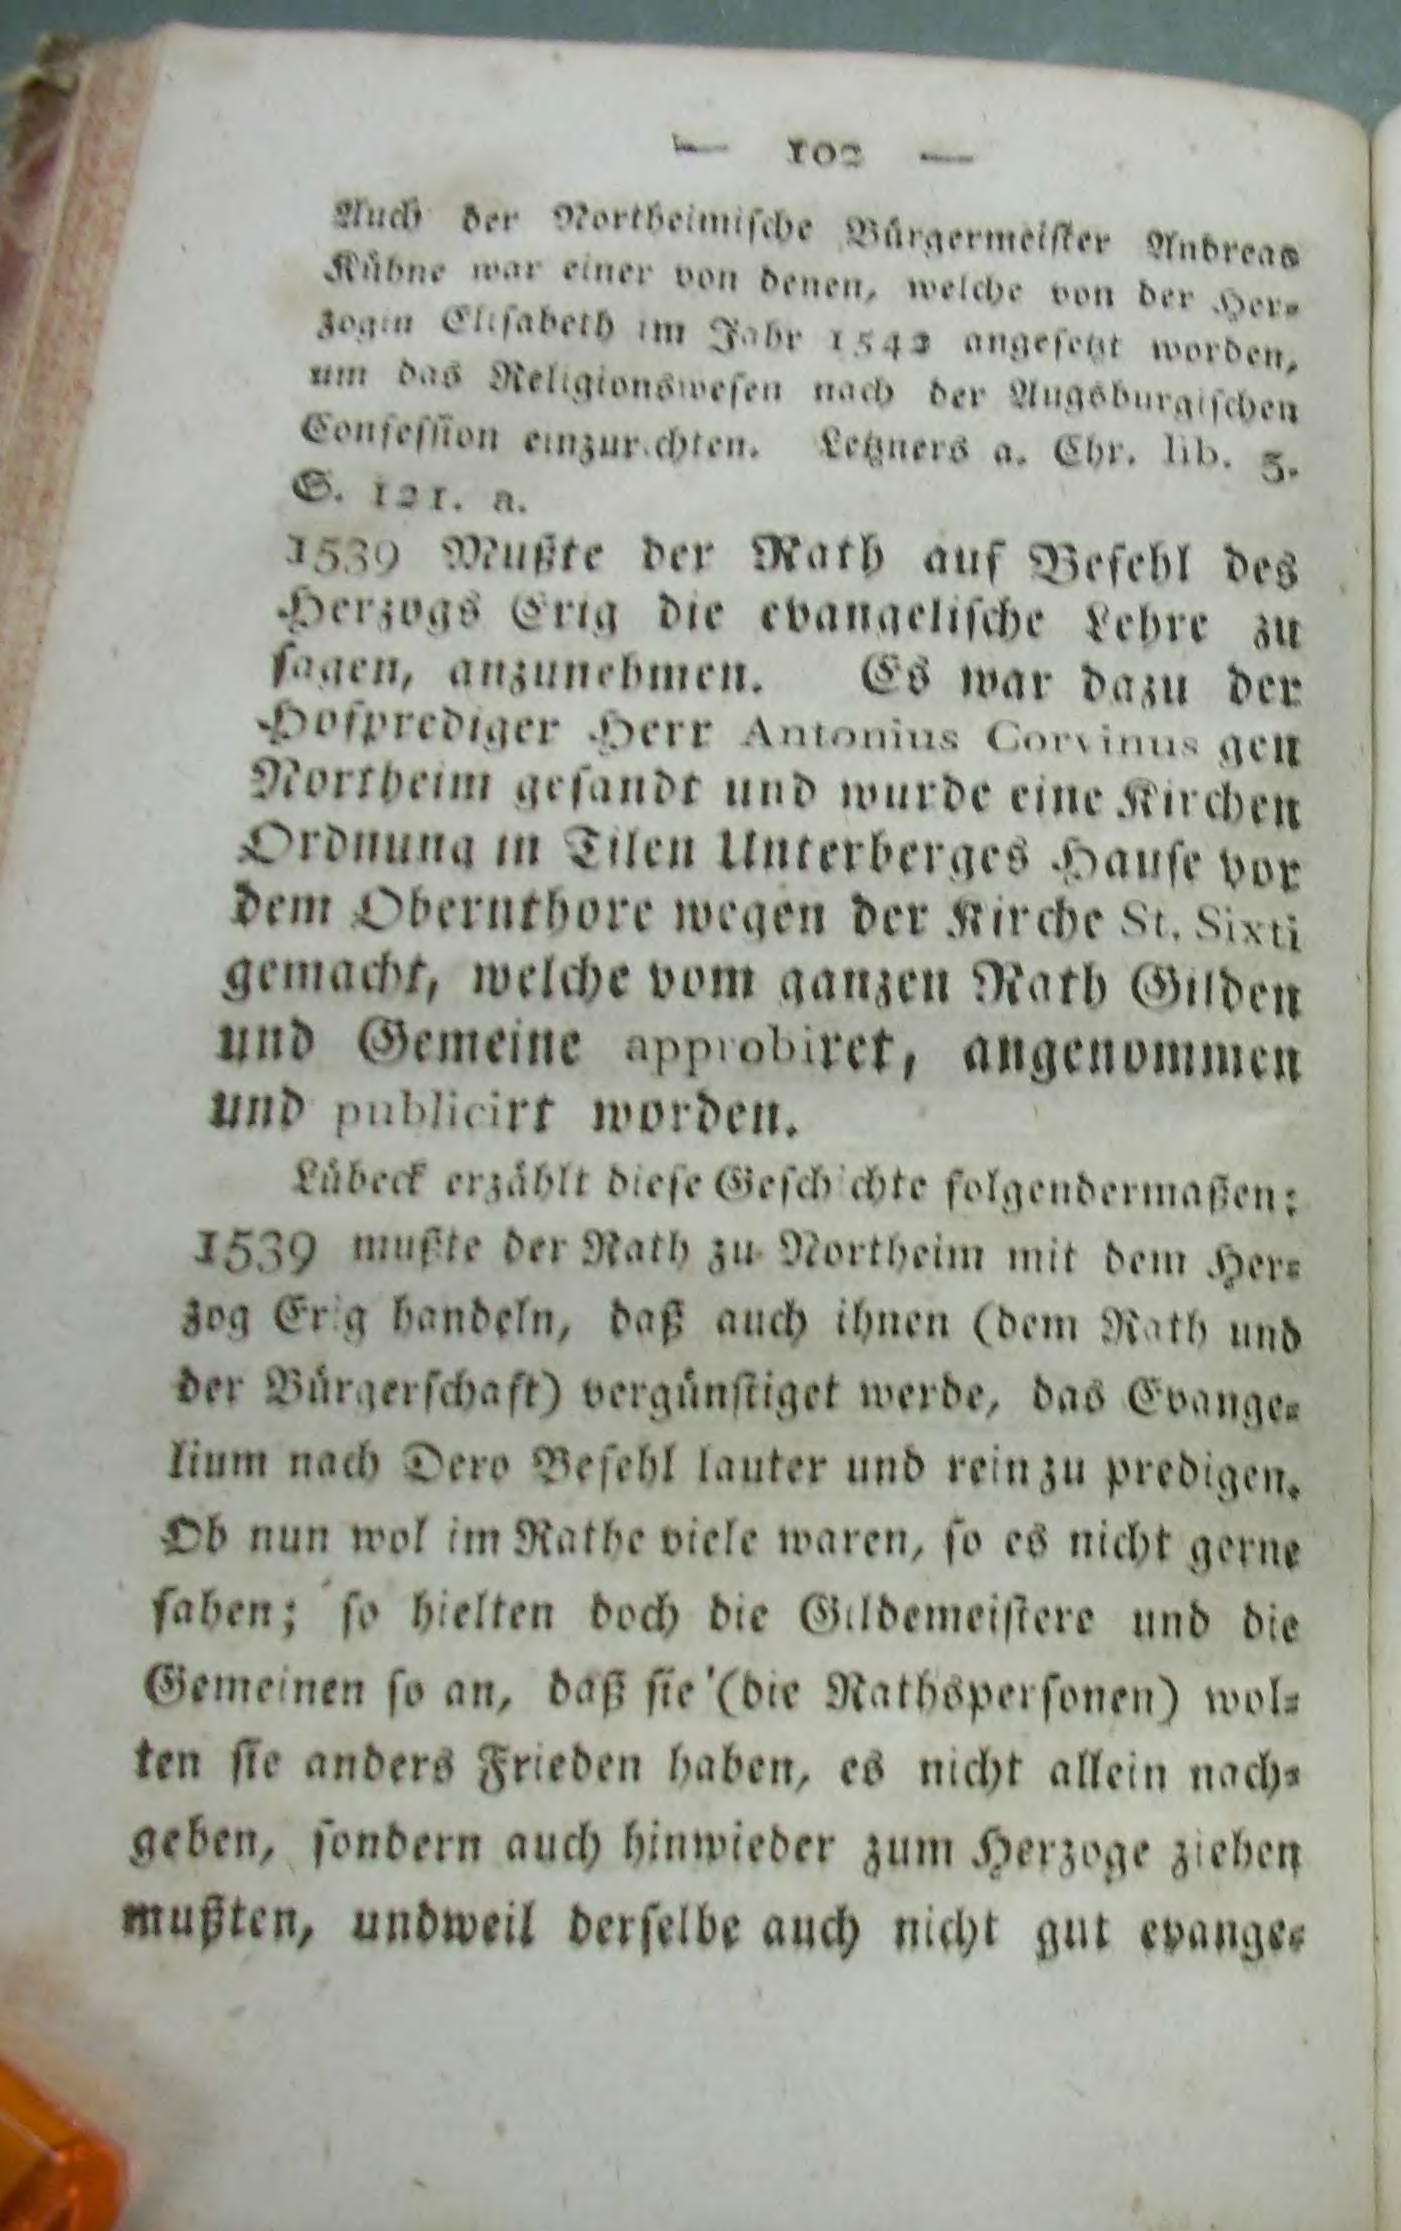 — 102 —
Auch der Northeimische Bürgermeister Andreas
Kühne war einer von denen, welche von der Her-
zogin Elisabeth im Jahr 1542 angesetzt worden,
um das Religionswesen nach der Augsburgischen
Confession einzurichten. Letzners a. Chr. lib. 3.
S. 121. a.
1539 Mußte der Rath auf Befehl des
Herzogs Erig die evangelische Lehre zu
sagen, anzunehmen. Es war dazu der
Hofprediger Herr Antonius Corvinus gen
Northeim gesandt und wurde eine Kirchen
Ordnung in Tilen Unterberges Hause vor
dem Obernthore wegen der Kirche St. Sixti
gemacht, welche vom ganzen Rath Gilden
und Gemeine approbiret, angenommen
und publicirt worden.
Lübeck erzählt diese Geschichte folgendermaßen:
1539 mußte der Rath zu Northeim mit dem Her-
zog Erig handeln, daß auch ihnen (dem Rath und
der Bürgerschaft) vergünstiget werde, das Evange-
lium nach Dero Befehl lauter und rein zu predigen.
Ob nun wol im Rathe viele waren, so es nicht gerne
sahen; so hielten doch die Gildemeistere und die
Gemeinen so an, daß sie (die Rathspersonen) wol-
ten sie anders Frieden haben, es nicht allein nach-
geben, sondern auch hinwieder zum Herzoge ziehen
mußten, undweil derselbe auch nicht gut evange-